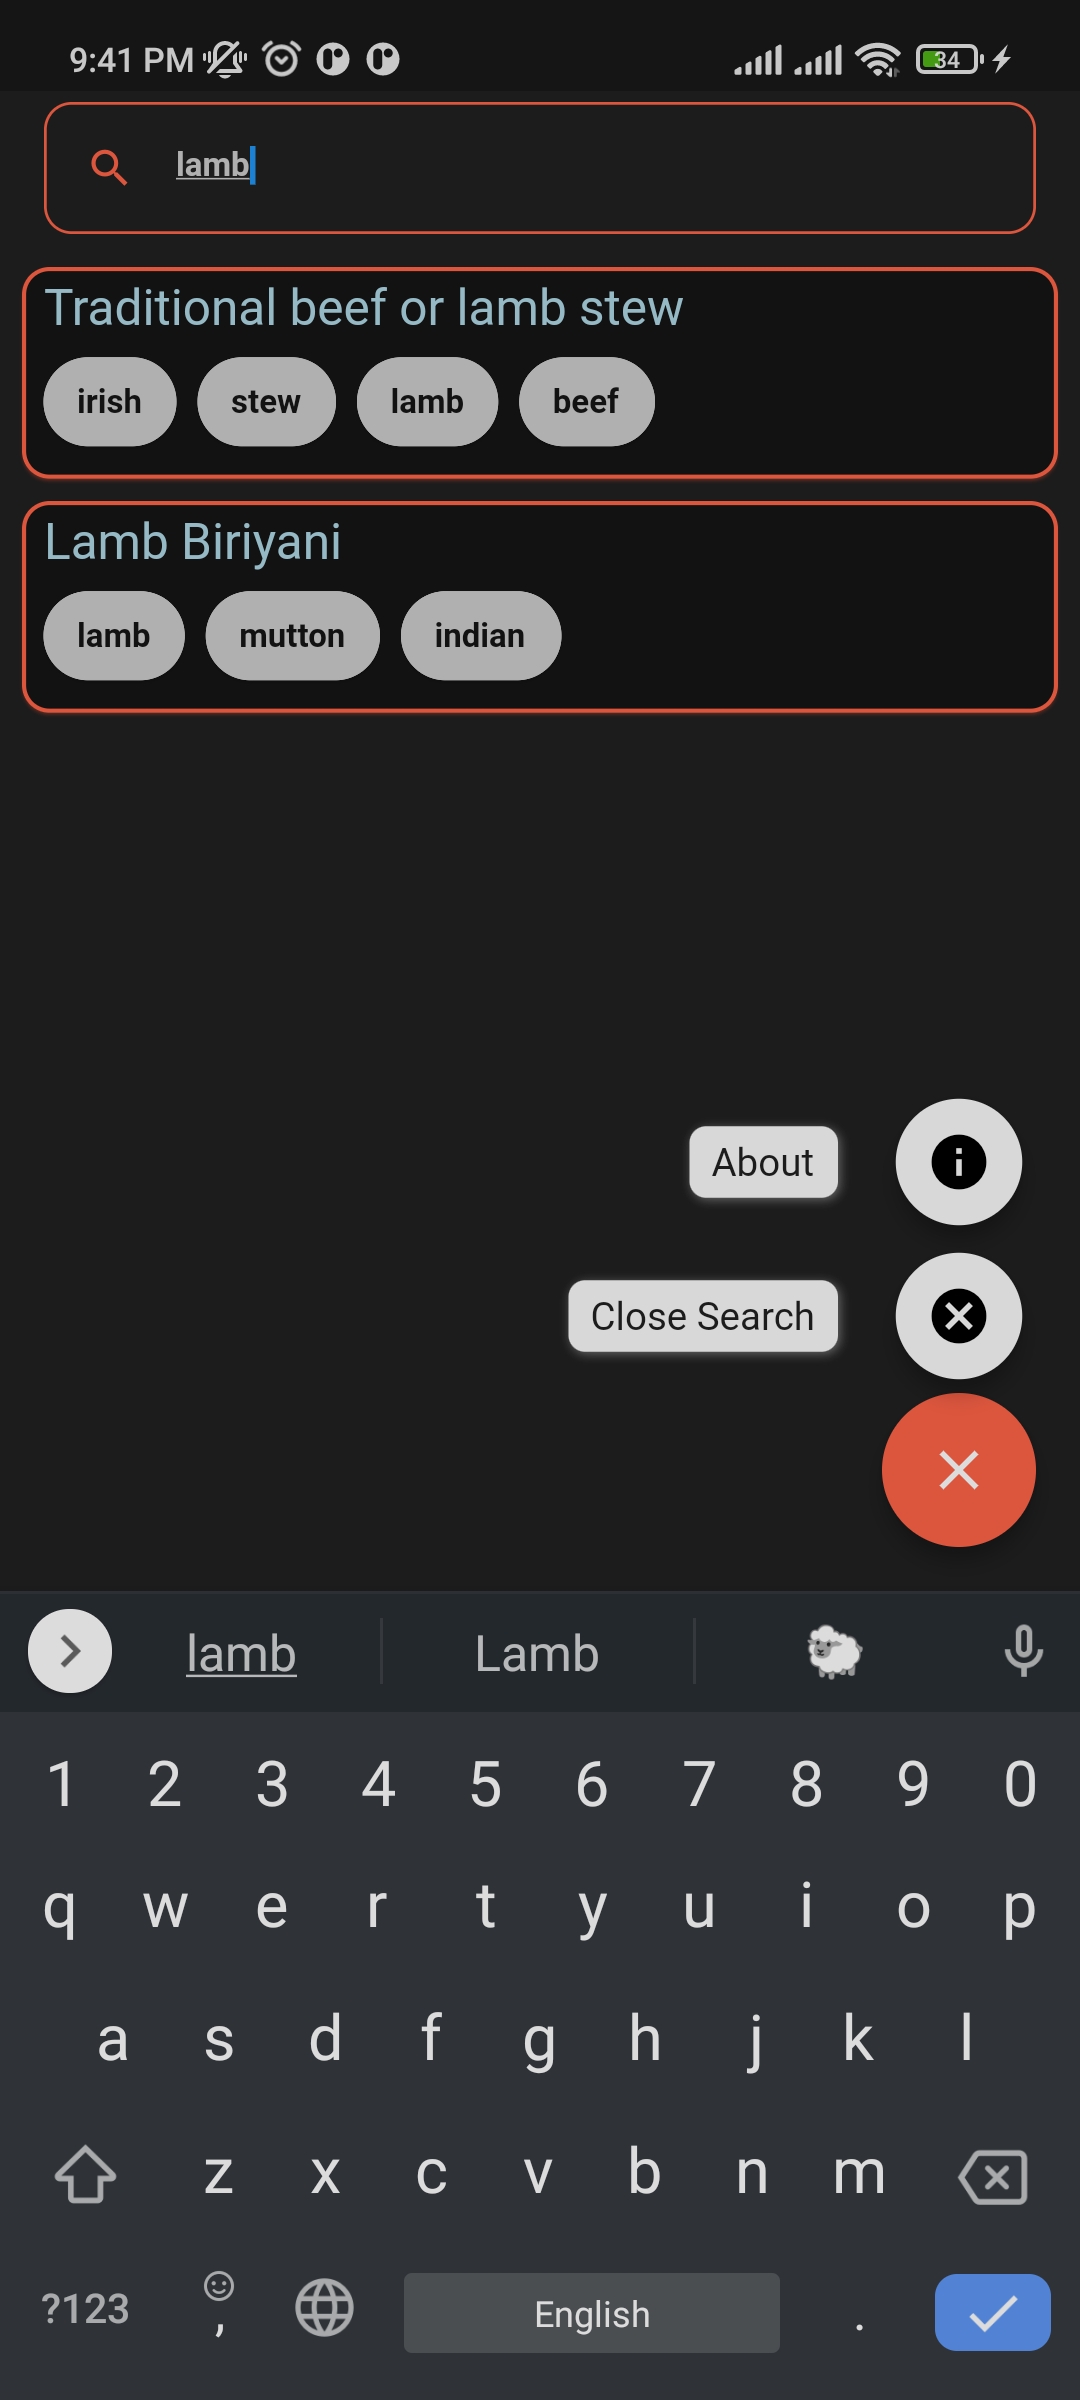 9:41 PM 34
lamb
Traditional beef or lamb stew
irish stew lamb beef
Lamb Biriyani
lamb mutton indian
About
Close Search
lamb Lamb
1 2 3 4 5 6 7 8 9 0
q w e r t y u i o p
a s d f g h j k l
z x c v b n m
?123 , English .